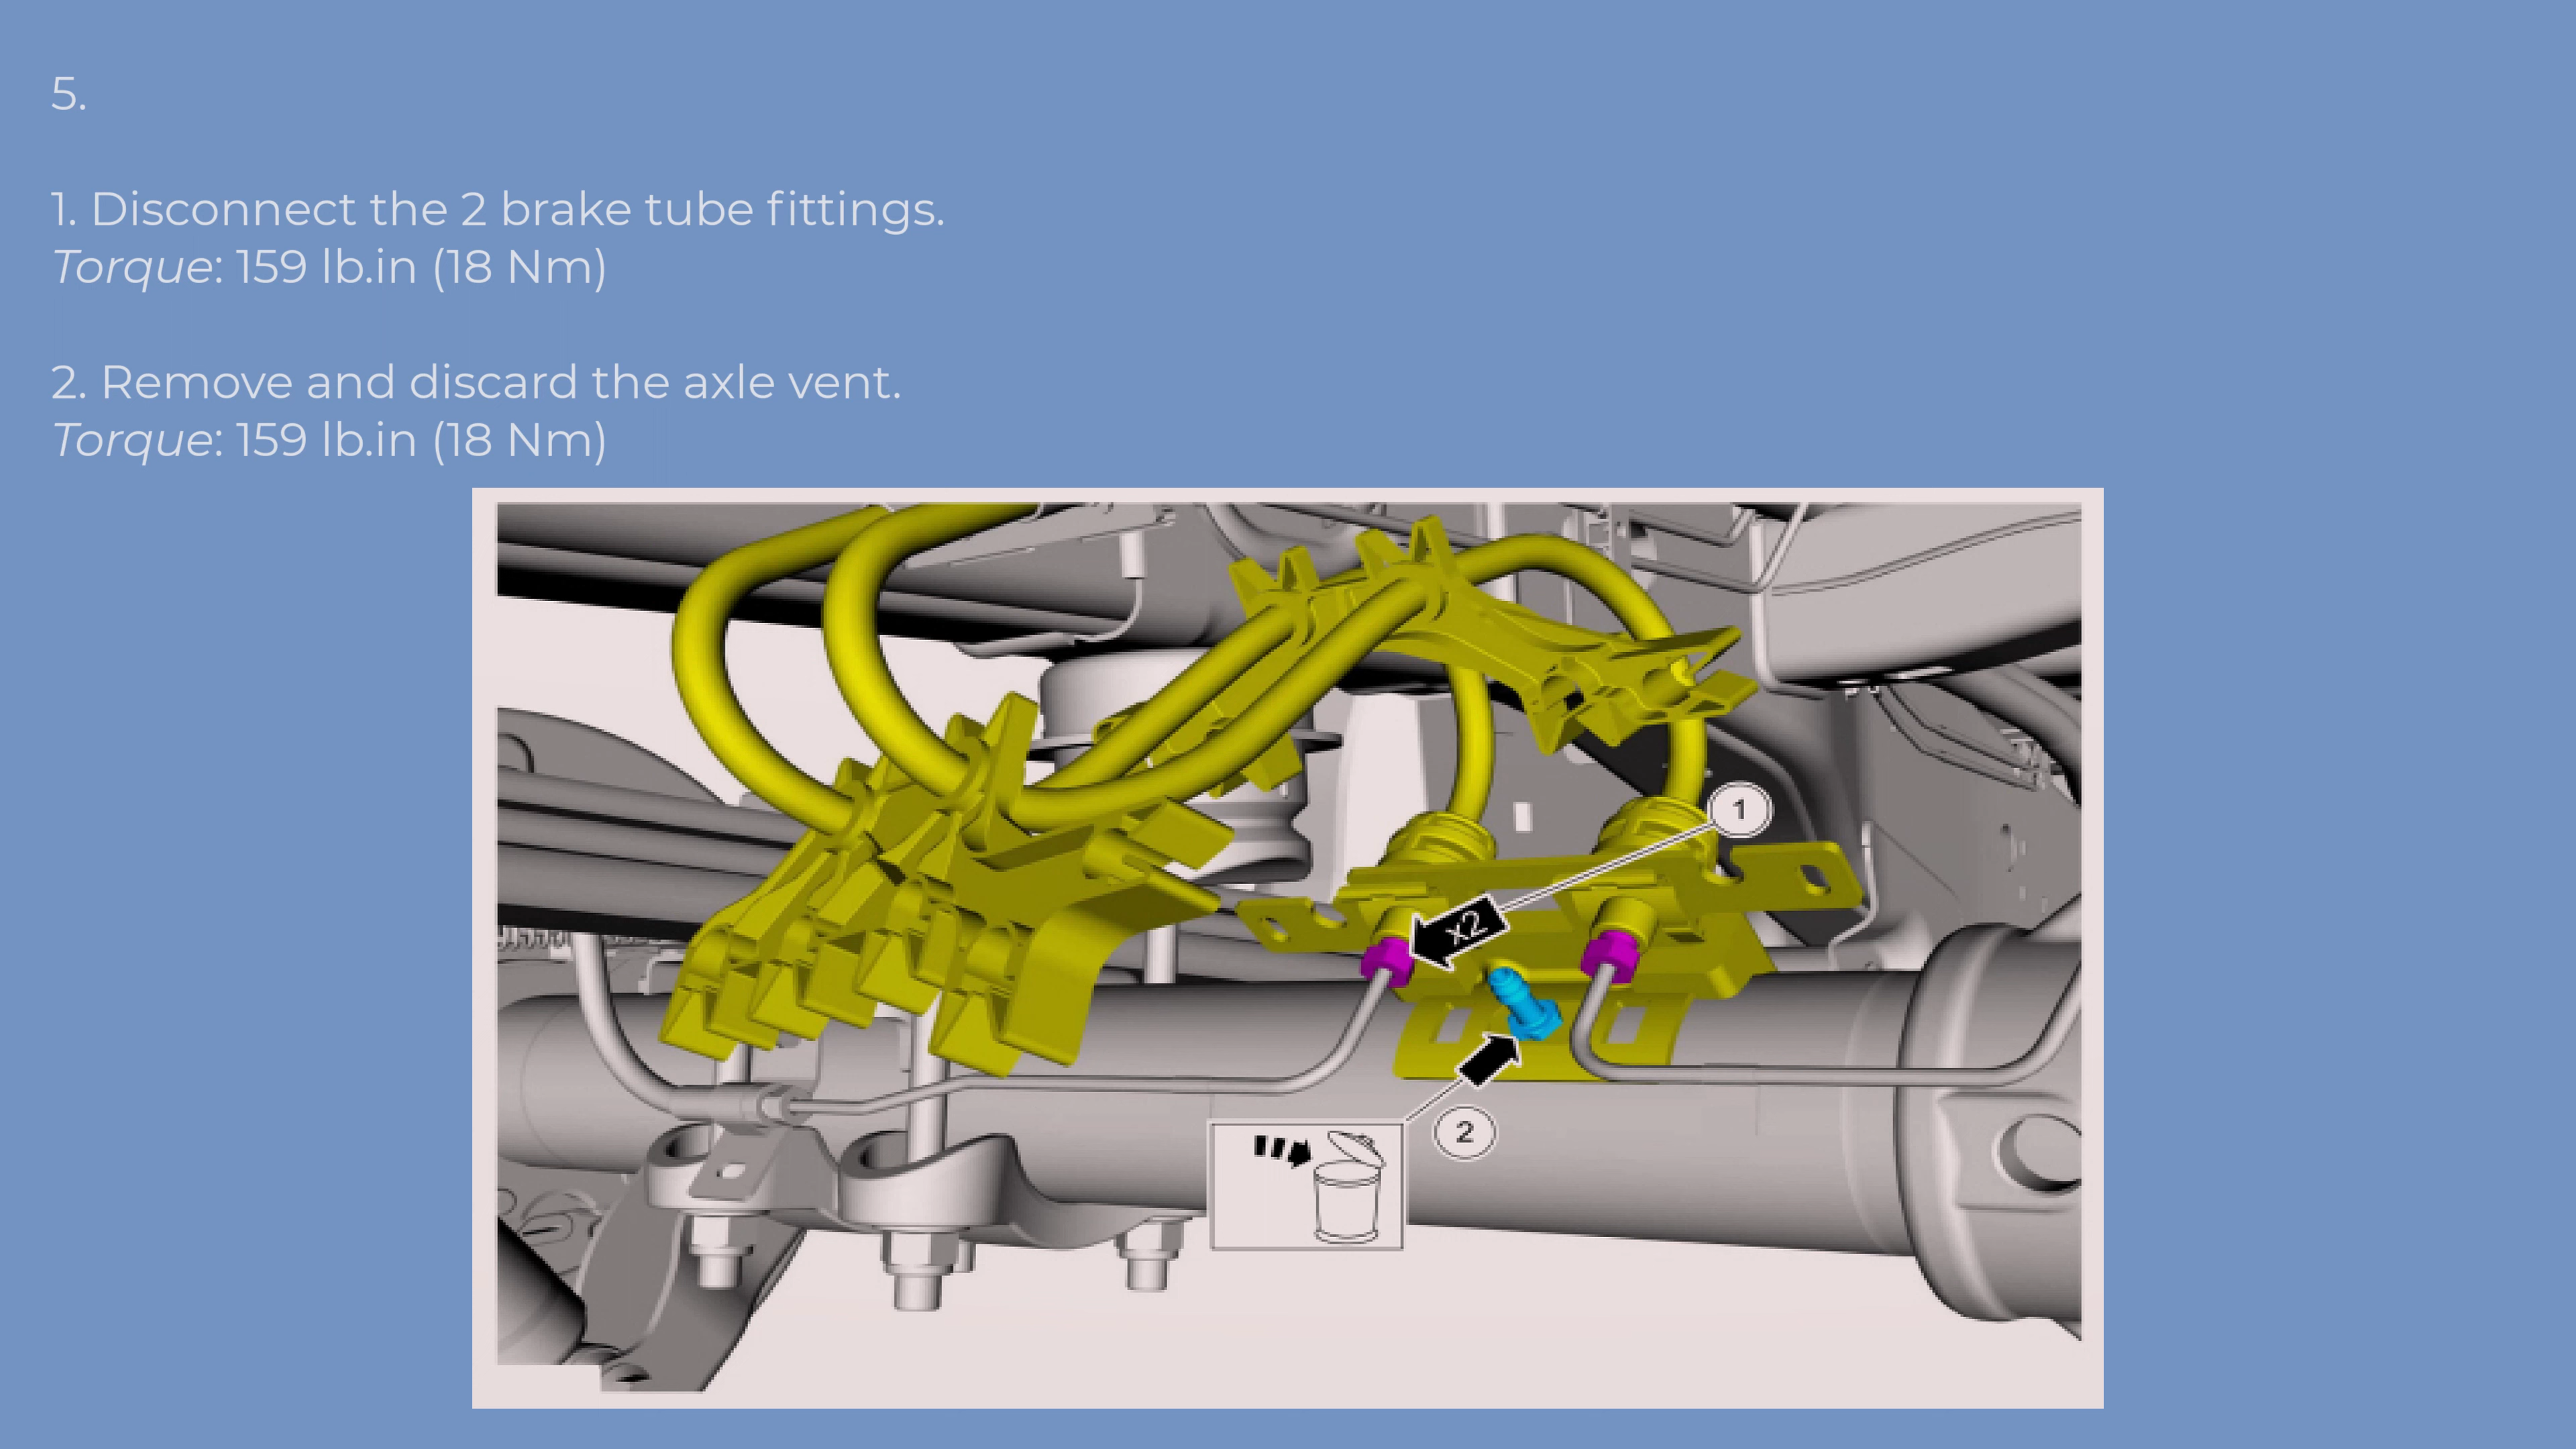 5.
1. Disconnect the 2 brake tube fittings.
Torque: 159 lb.in (18 Nm)
2. Remove and discard the axle vent.
Torque: 159 lb.in (18 Nm)
1
x2
2